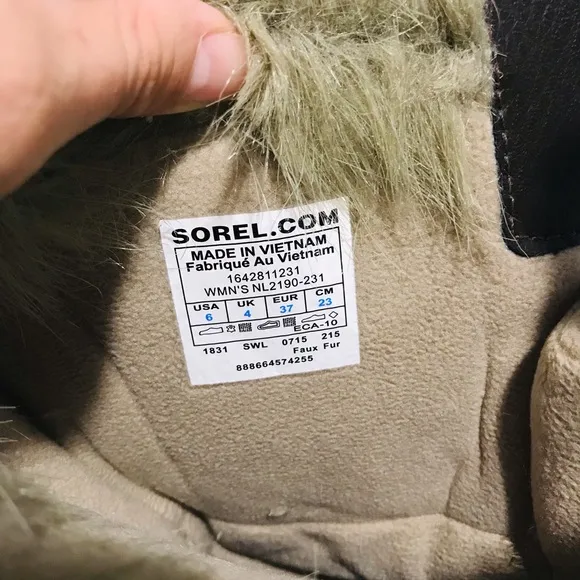 SOREL.COM
MADE IN VIETNAM
Fabriqué Au Vietnam
1642811231
WMN'S NL2190-231
USA UK EUR CM
6 4 37 23
ECA-10
1831 SWL 0715 215
Faux Fur
888664574255